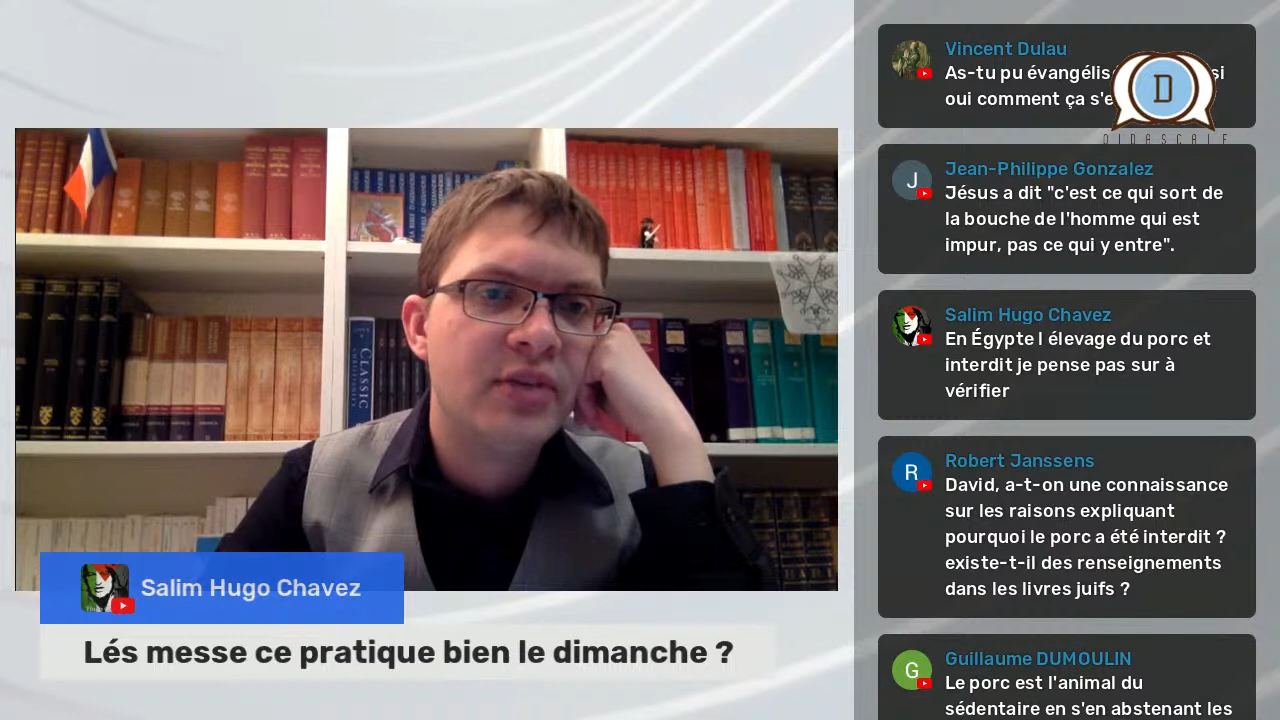 Vincent Dulau
As-tu pu si
oui comment ça
D
DIDASCALE
Jean-Philippe Gonzalez
J
Jésus a dit "c'est ce qui sort de
la bouche de l'homme qui est
impur, pas ce qui y entre".
Salim Hugo Chavez
En Égypte l élevage du porc et
interdit je pense pas sur à
vérifier
Robert Janssens
R
David, a-t-on une connaissance
sur les raisons expliquant
pourquoi le porc a été interdit ?
existe-t-il des renseignements
dans les livres juifs ?
Guillaume DUMOULIN
G
Le porc est l'animal du
sédentaire en s'en abstenant les
CLASSIC
Salim Hugo Chavez
Lés messe ce pratique bien le dimanche ?